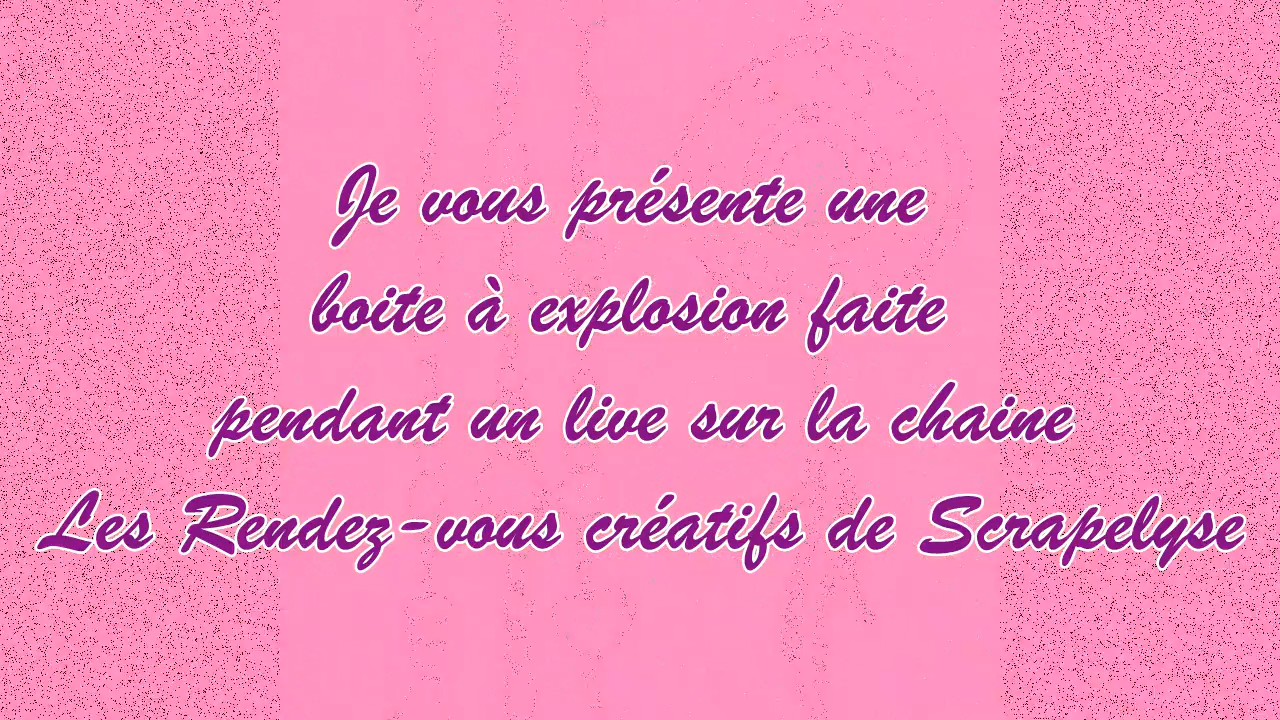 Je vous présente une
boite à explosion faite
pendant un live sur la chaine
Les Rendez-vous créatifs de Scrapelyse